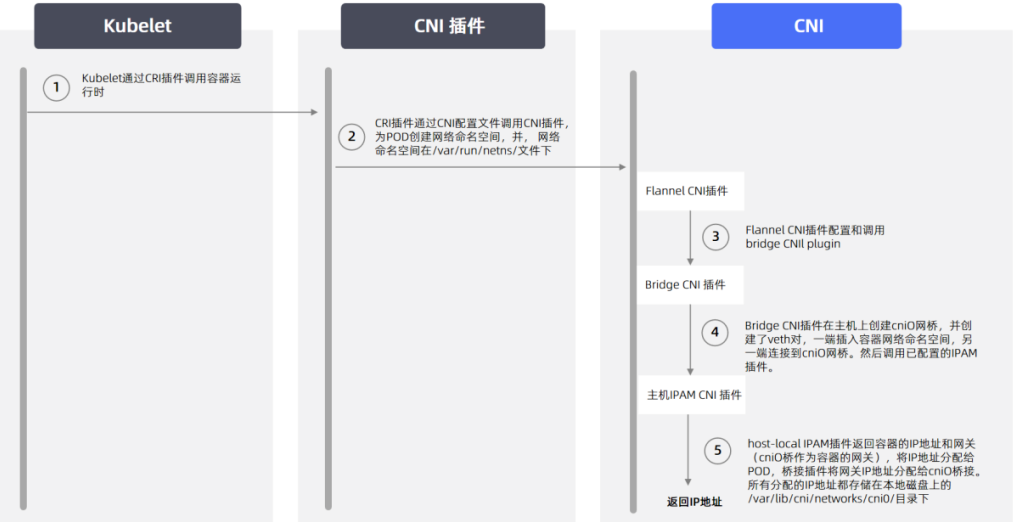 Kubelet
CNI 插件
CNI
1
Kubelet通过CRI插件调用容器运
行时
2
CRI插件通过CNI配置文件调用CNI插件，
为POD创建网络命名空间，并， 网络
命名空间在/var/run/netns/文件下
Flannel CNI插件
3
Flannel CNI插件配置和调用
bridge CNIl plugin
Bridge CNI 插件
4
Bridge CNI插件在主机上创建cniO网桥，并创
建了veth对，一端插入容器网络命名空间，另
一端连接到cniO网桥。然后调用已配置的IPAM
插件。
主机IPAM CNI 插件
5
host-local IPAM插件返回容器的IP地址和网关
（cniO桥作为容器的网关），将IP地址分配给
POD，桥接插件将网关IP地址分配给cniO桥接。
所有分配的IP地址都存储在本地磁盘上的
/var/lib/cni/networks/cni0/目录下
返回IP地址